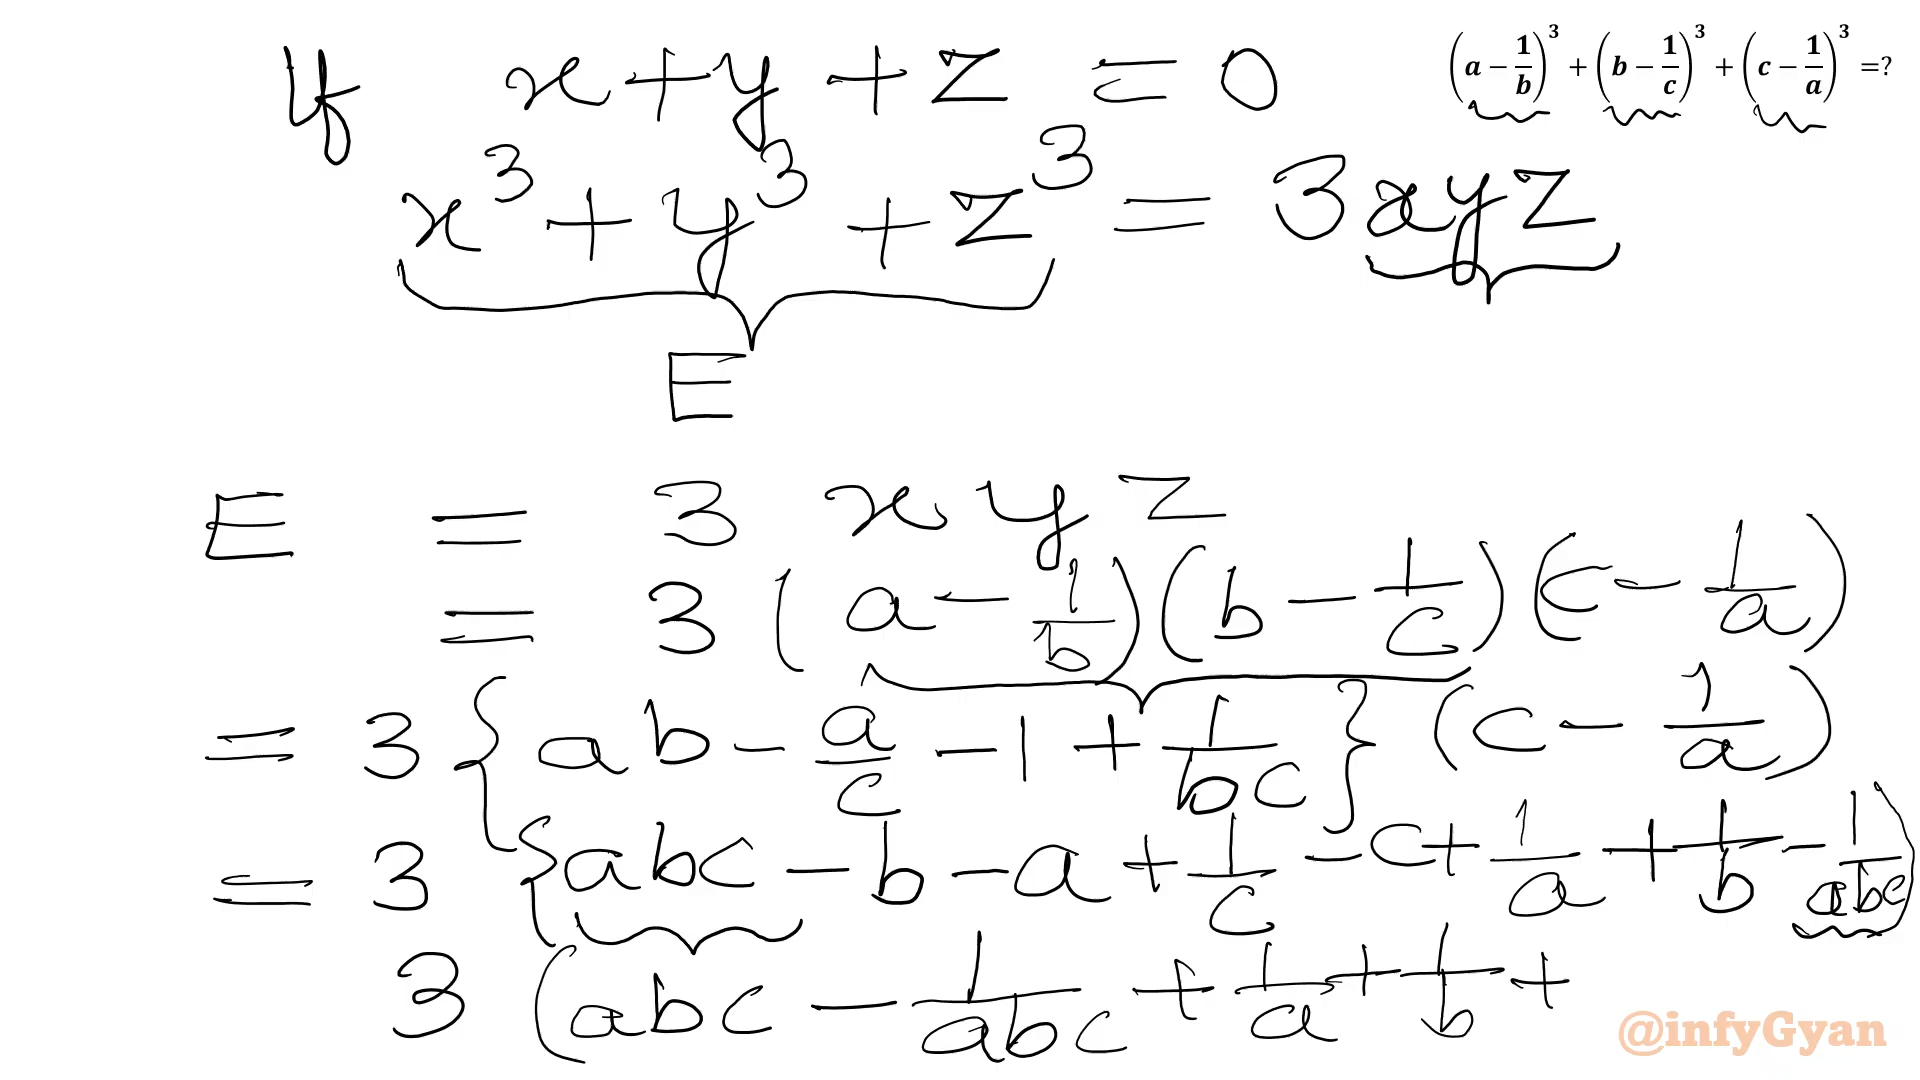 If x + y + z = 0
(a − 1/b)³ + (b − 1/c)³ + (c − 1/a)³ =?
x³ + y³ + z³ = 3xyz
E
E = 3 x y z
= 3 (a − 1/b)(b − 1/c)(c − 1/a)
= 3 {ab − a/c − 1 + 1/bc} (c − 1/a)
= 3 {abc − b − a + 1/c − c + 1/a + 1/b − 1/abc)
3 (abc − 1/abc + 1/a + 1/b +
@infyGyan